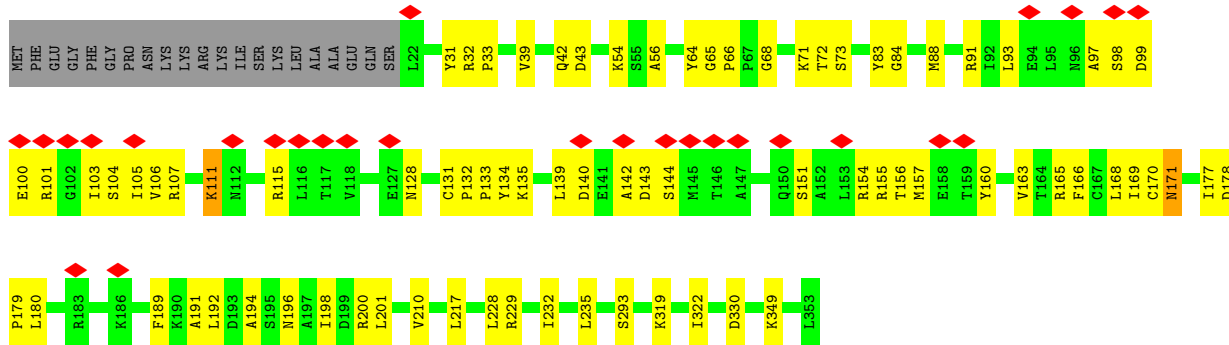 MET PHE GLU GLU GLY PHE GLY PRO ASN LYS LYS ARG LYS ILE SER LYS LEU ALA ALA GLU GLN SER L22 Y31 R32 P33 V39 Q42 D43 K54 S55 A56 Y64 G65 P66 P67 G68 K71 T72 S73 Y83 G84 M88 R91 I92 L93 E94 L95 N96 A97 S98 D99
E100 R101 G102 I103 S104 I105 V106 R107 K111 N112 R115 L116 T117 V118 E127 N128 C131 P132 P133 Y134 K135 L139 D140 E141 A142 D143 S144 M145 T146 A147 Q150 S151 A152 L153 R154 R155 T156 M157 E158 T159 Y160 V163 T164 R165 F166 C167 L168 I169 C170 N171 I177 D178
P179 L180 R183 K186 F189 K190 A191 L192 D193 A194 S195 N196 A197 I198 D199 R200 L201 V210 L217 L228 R229 I232 L235 S293 K319 I322 D330 K349 L353